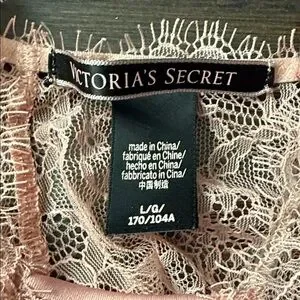 VICTORIA'S SECRET
made in China/
fabriqué en Chine/
hecho en China/
fabbricato in Cina/
中国制造
L/G/
170/104A